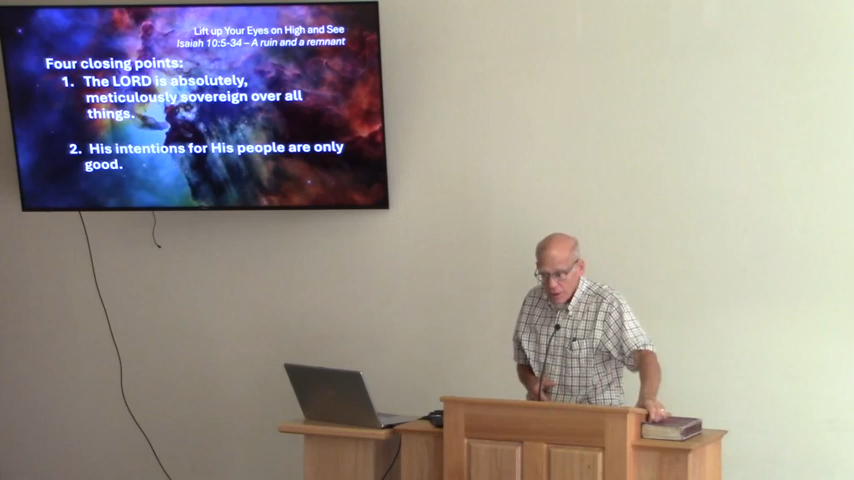 Lift up Your Eyes on High and See
Isaiah 10:5-34 – A ruin and a remnant
Four closing points:
1. The LORD is absolutely,
meticulously sovereign over all
things.
2. His intentions for His people are only
good.